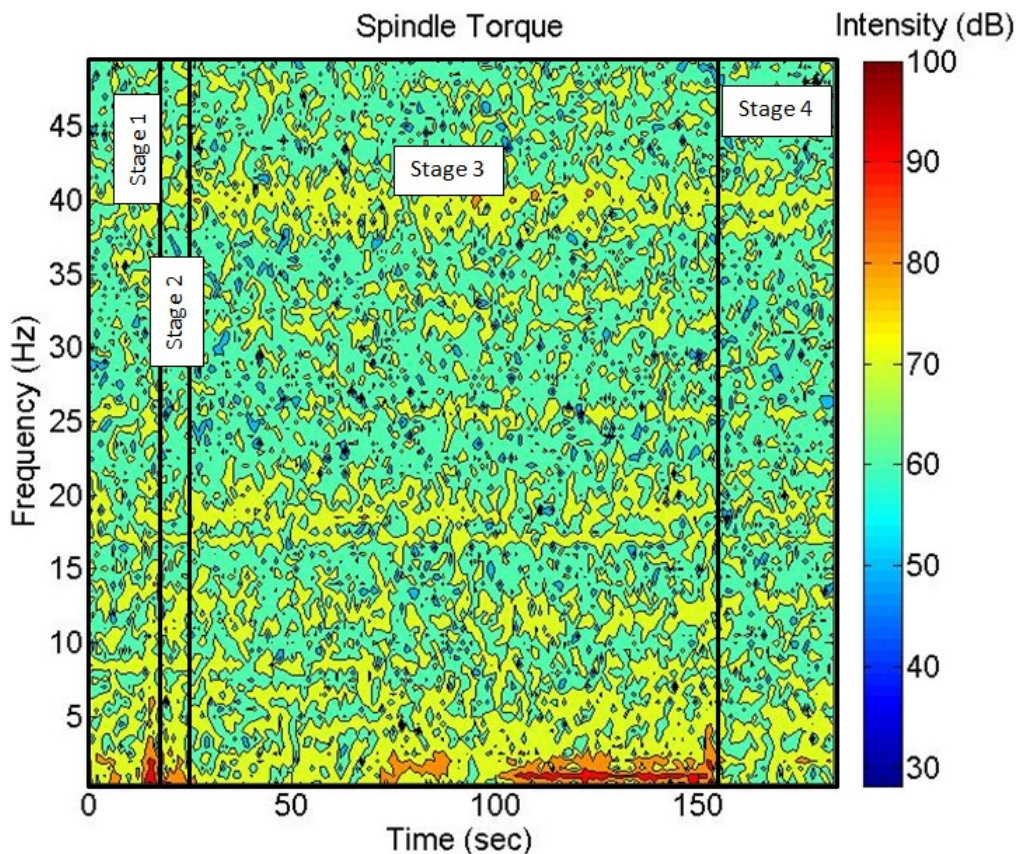 Spindle Torque
Intensity (dB)
Stage 1
Stage 2
Stage 3
Stage 4
Frequency (Hz)
45
40
35
30
25
20
15
10
5
0
50
100
150
Time (sec)
100
90
80
70
60
50
40
30